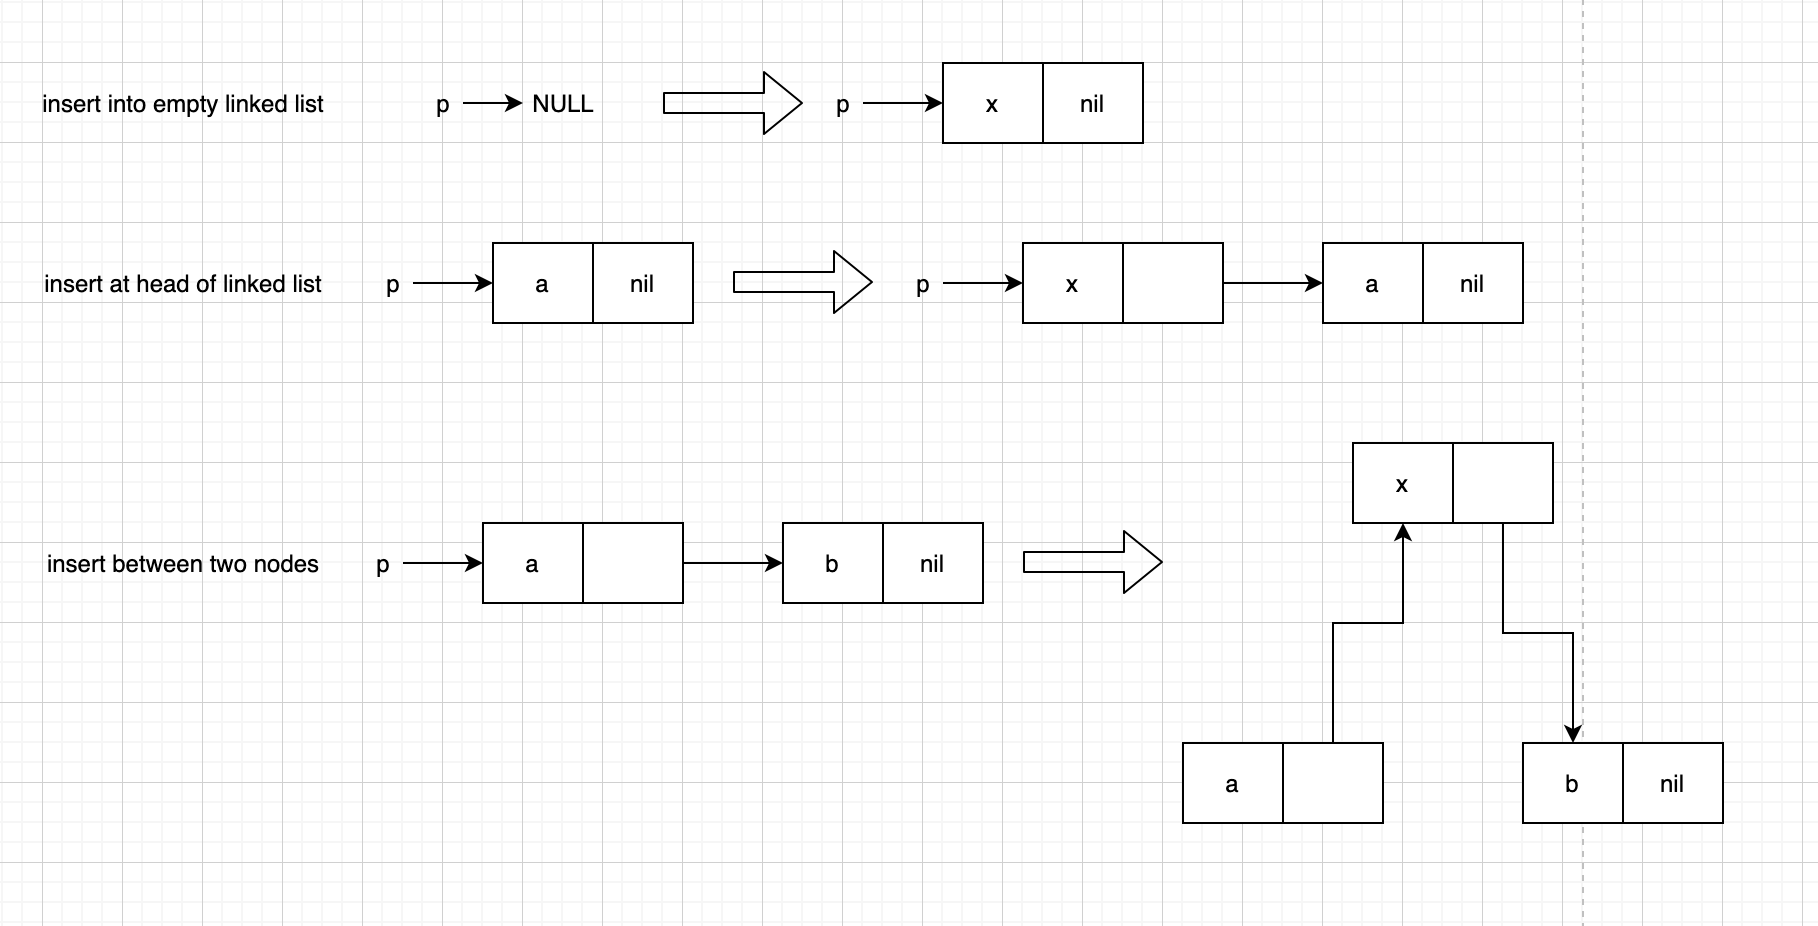 insert into empty linked list p NULL p x nil
insert at head of linked list p a nil p x a nil
x
insert between two nodes p a b nil
a b nil